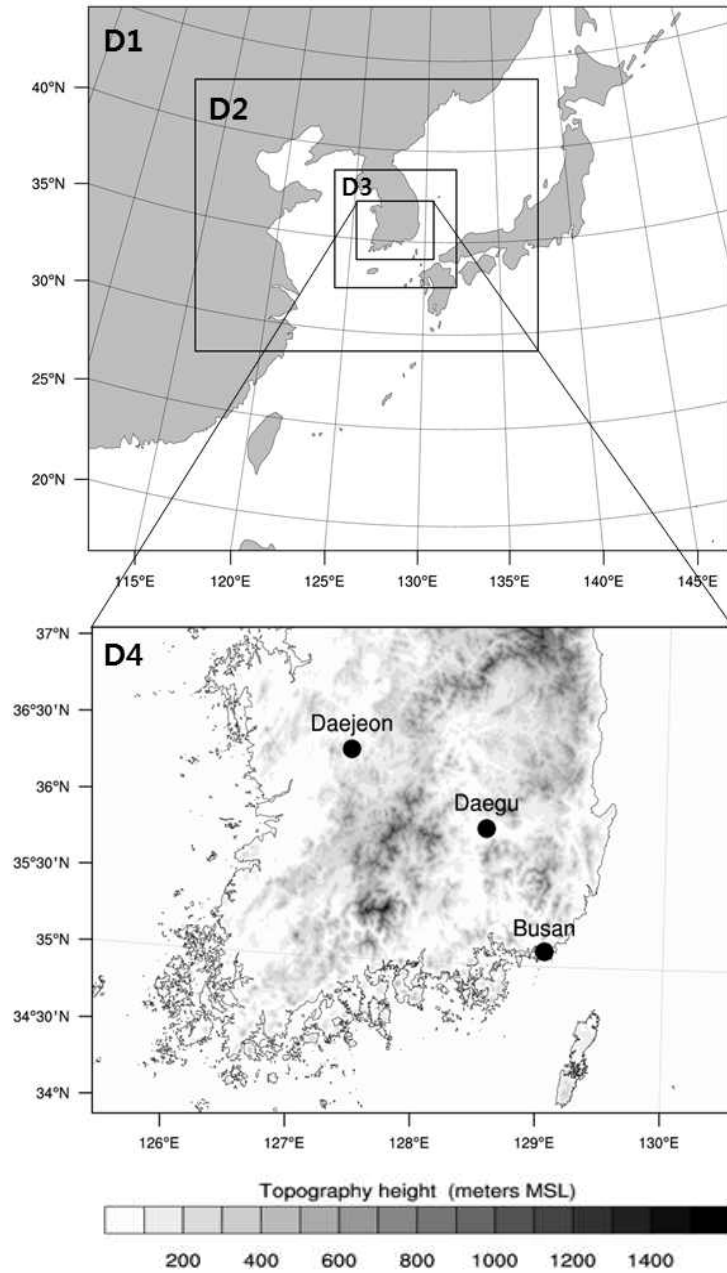 D1
D2
D3
40°N
35°N
30°N
25°N
20°N
115°E 120°E 125°E 130°E 135°E 140°E 145°E
D4
37°N
36°30'N
36°N
35°30'N
35°N
34°30'N
34°N
Daejeon
Daegu
Busan
126°E 127°E 128°E 129°E 130°E
Topography height (meters MSL)
200 400 600 800 1000 1200 1400